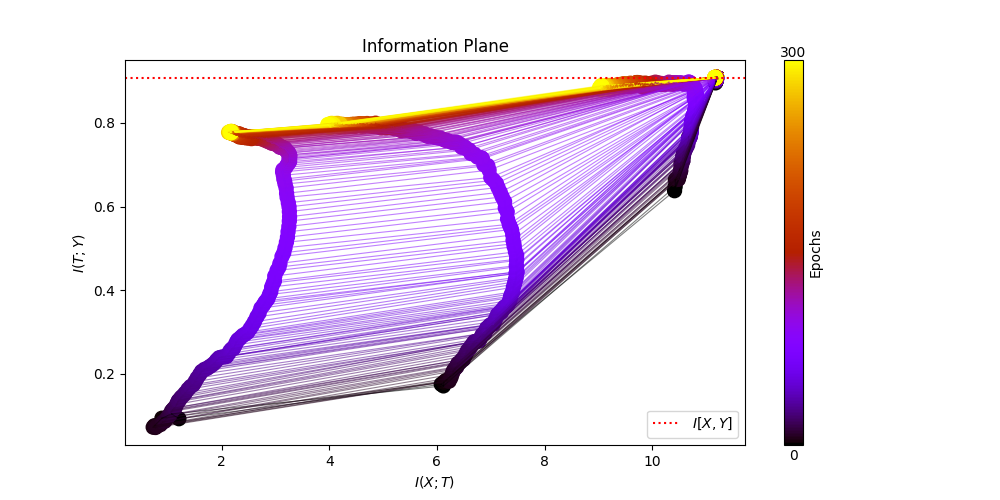 Information Plane
300
0.8
0.6
0.4
0.2
I(T; Y)
Epochs
I[X, Y]
2
4
6
8
10
0
I(X; T)